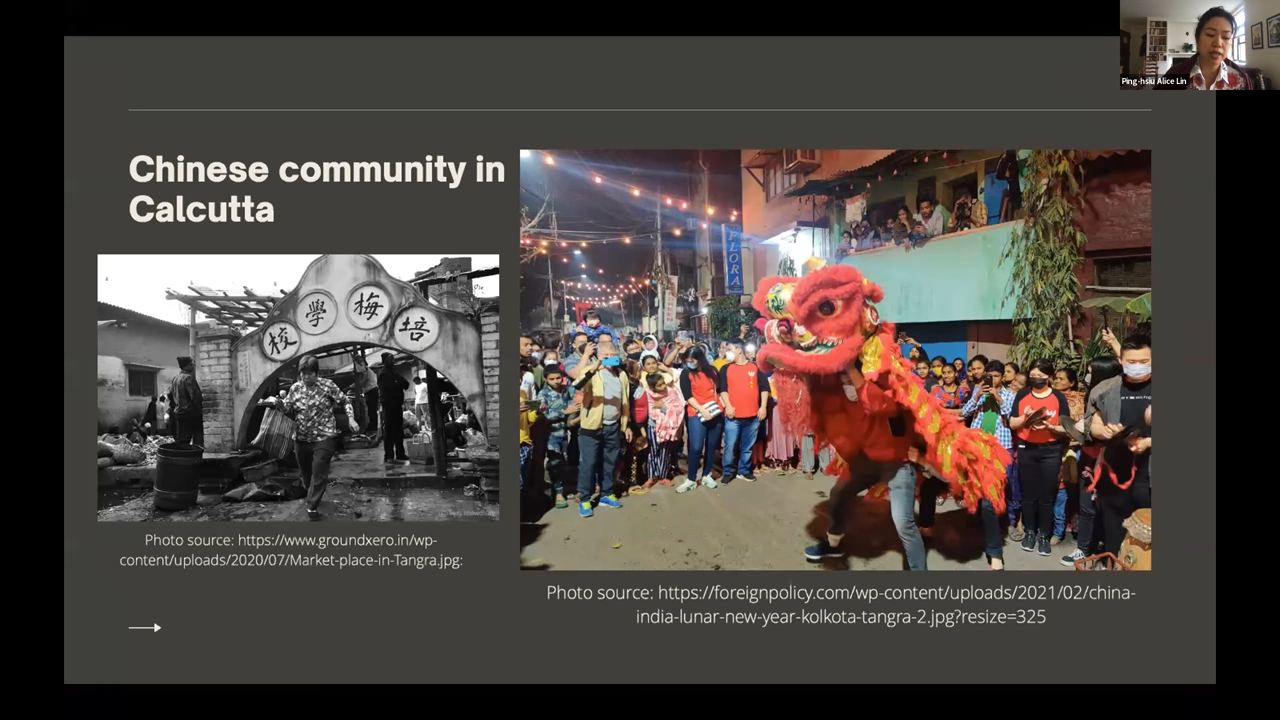 Ping-hsiu Alice Lin
Chinese community in
Calcutta
校學梅培
FLORA
Photo source: https://www.groundxero.in/wp-
content/uploads/2020/07/Market-place-in-Tangra.jpg:
Photo source: https://foreignpolicy.com/wp-content/uploads/2021/02/china-
india-lunar-new-year-kolkota-tangra-2.jpg?resize=325